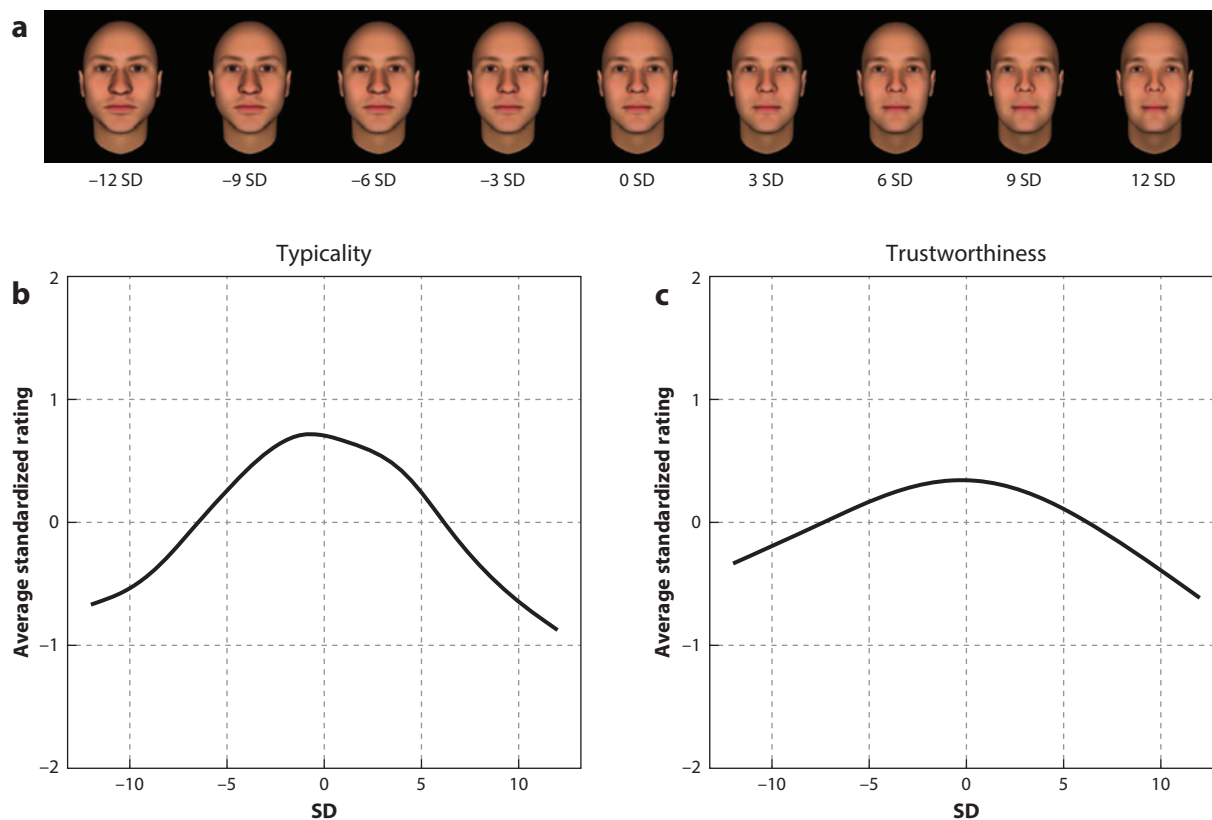 a
–12 SD –9 SD –6 SD –3 SD 0 SD 3 SD 6 SD 9 SD 12 SD
Typicality
b
2
1
0
–1
–2
Average standardized rating
–10 –5 0 5 10
SD
Trustworthiness
c
2
1
0
–1
–2
Average standardized rating
–10 –5 0 5 10
SD